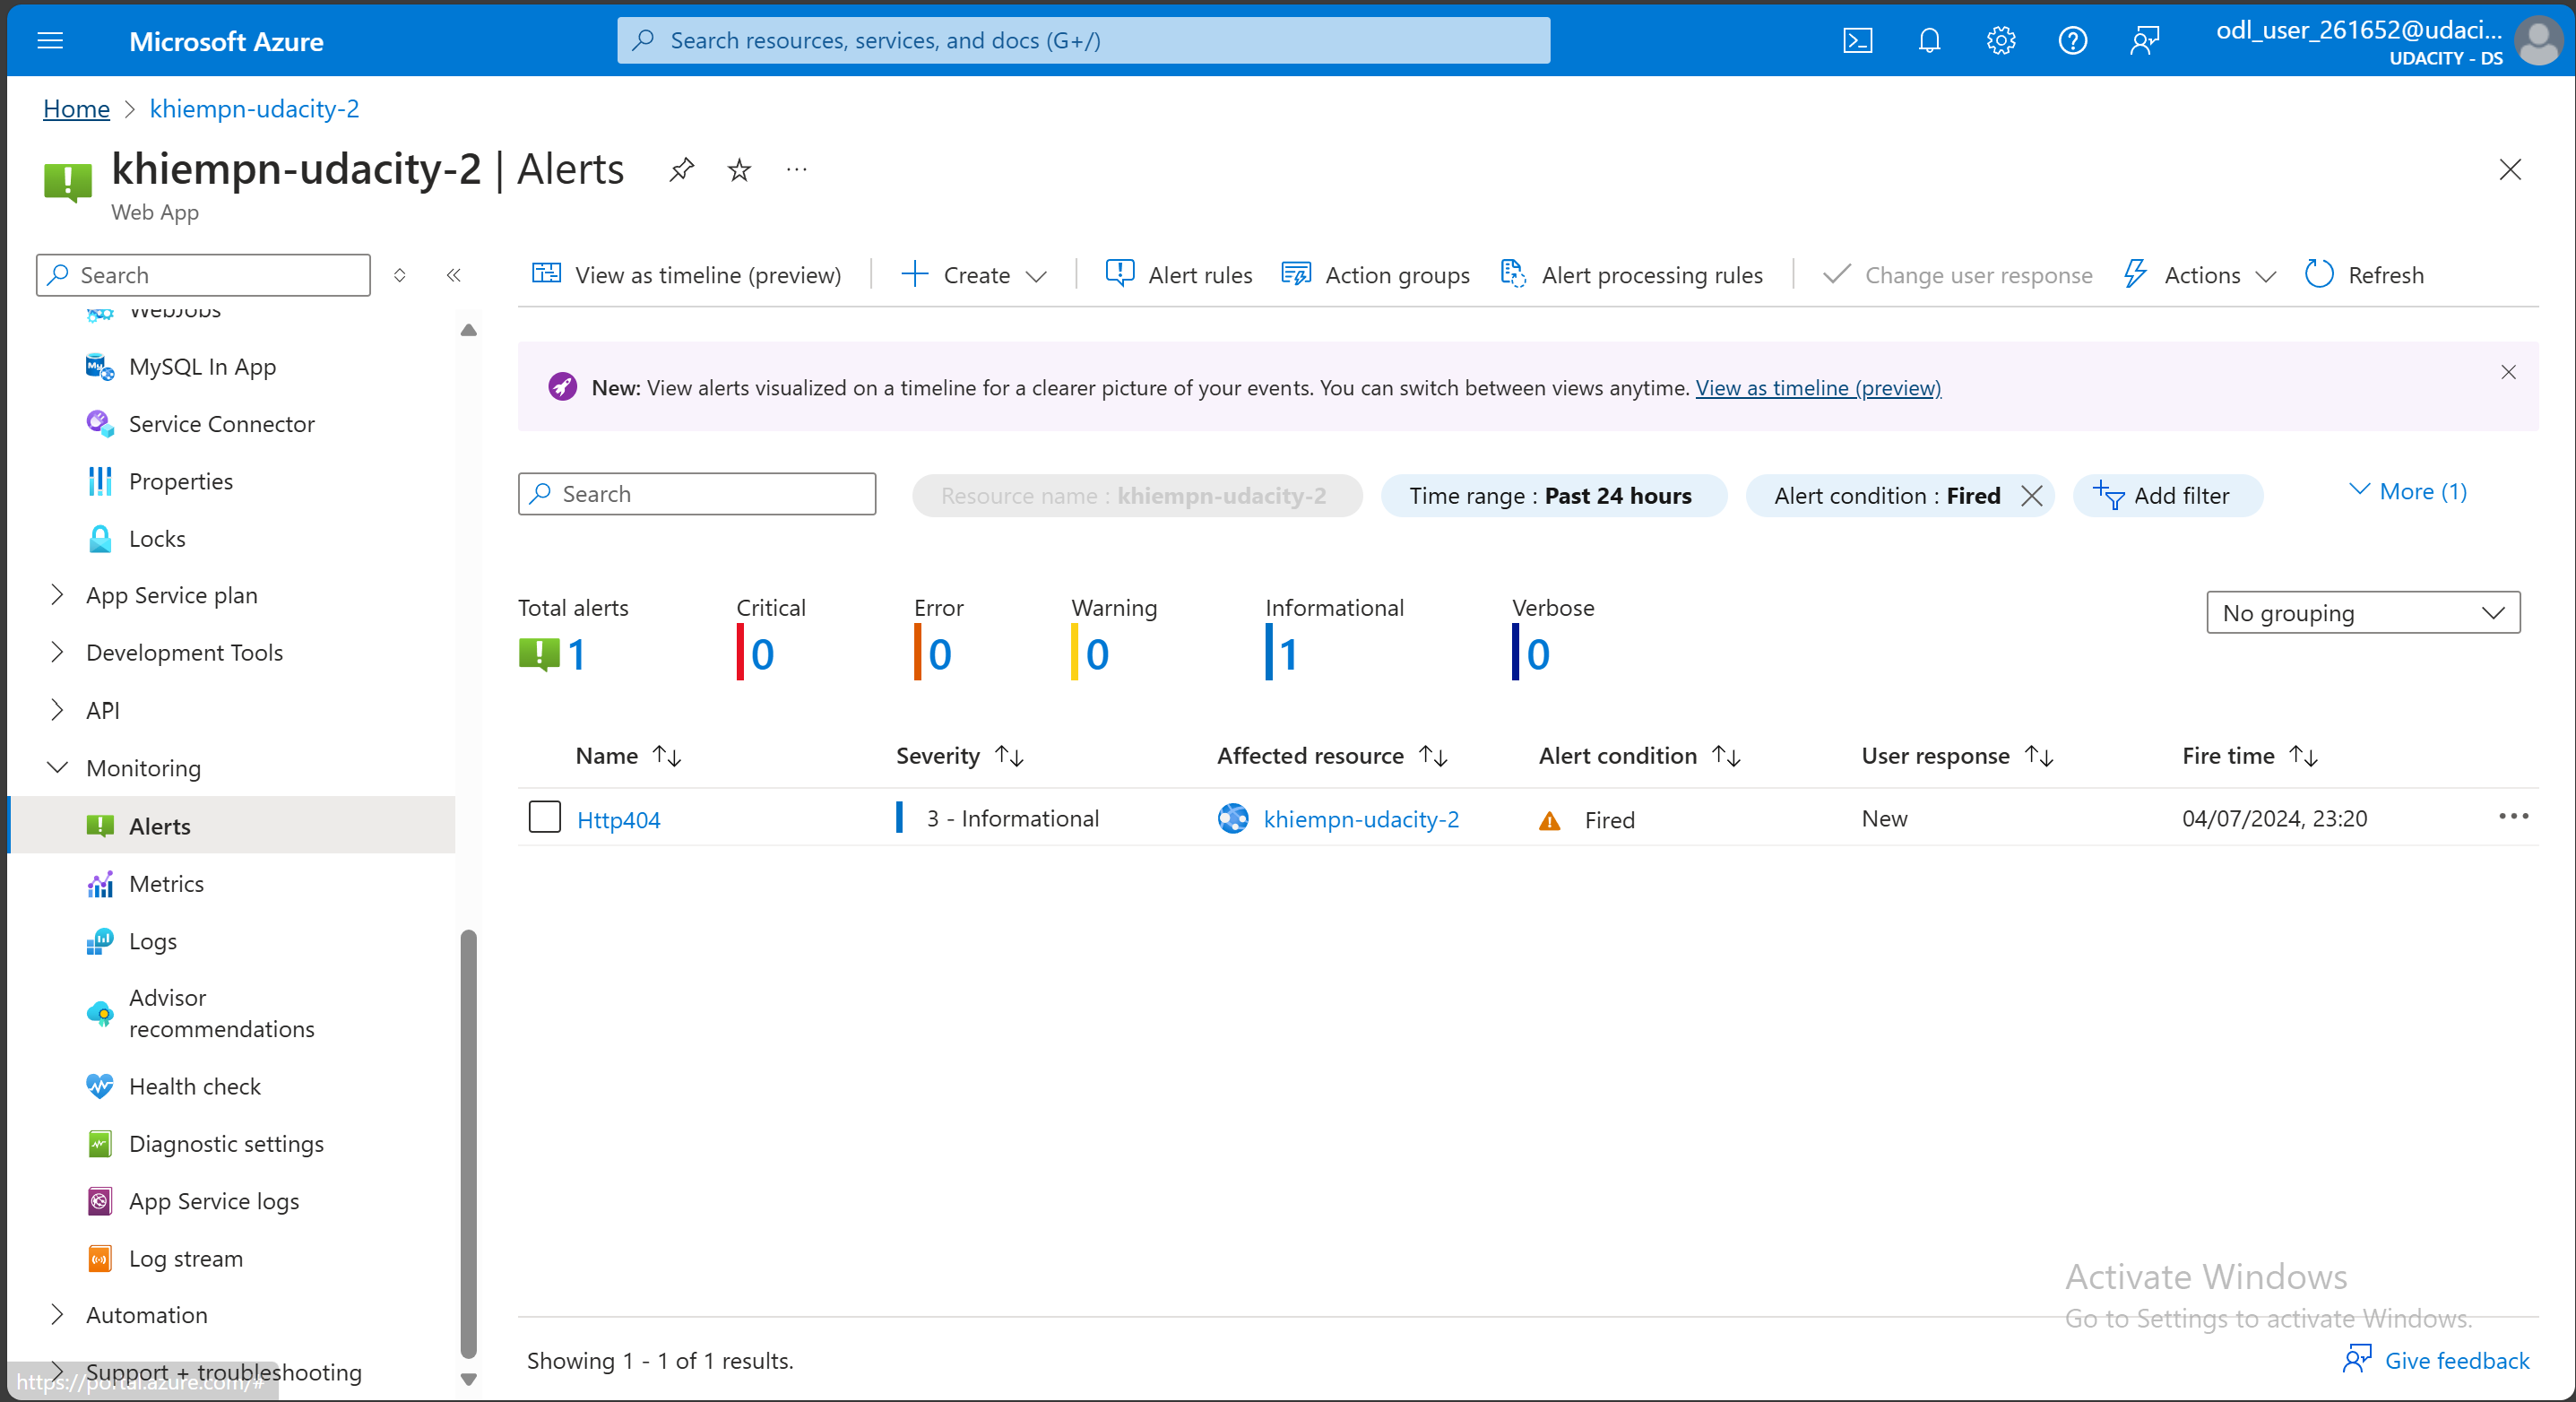 Microsoft Azure
Search resources, services, and docs (G+/)
odl_user_261652@udaci...
UDACITY - DS
Home > khiempn-udacity-2
khiempn-udacity-2 | Alerts
Web App
Search
WebJobs
MySQL In App
Service Connector
Properties
Locks
App Service plan
Development Tools
API
Monitoring
Alerts
Metrics
Logs
Advisor
recommendations
Health check
Diagnostic settings
App Service logs
Log stream
Automation
Support + troubleshooting
https://portal.azure.com/#
View as timeline (preview) Create Alert rules Action groups Alert processing rules Change user response Actions Refresh
New: View alerts visualized on a timeline for a clearer picture of your events. You can switch between views anytime. View as timeline (preview)
Search Resource name : khiempn-udacity-2 Time range : Past 24 hours Alert condition : Fired Add filter More (1)
Total alerts Critical Error Warning Informational Verbose
1 0 0 0 1 0
No grouping
Name Severity Affected resource Alert condition User response Fire time
Http404 3 - Informational khiempn-udacity-2 Fired New 04/07/2024, 23:20
Activate Windows
Go to Settings to activate Windows.
Showing 1 - 1 of 1 results.
Give feedback